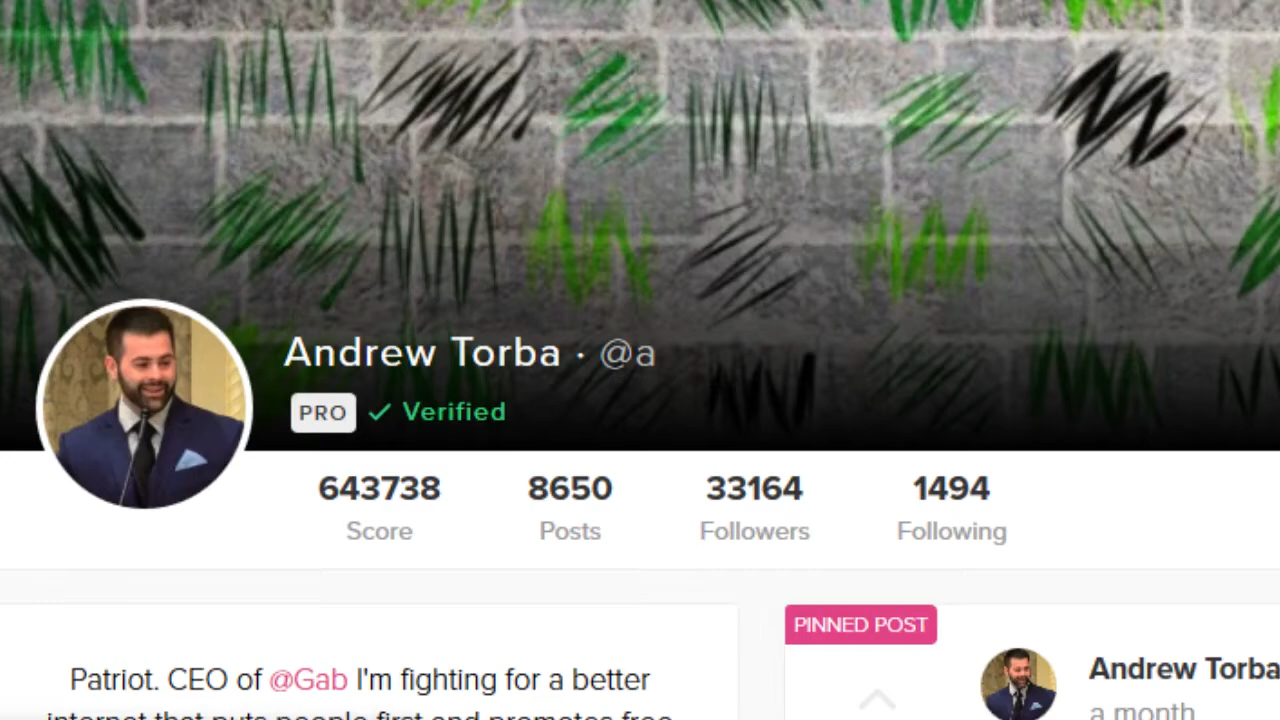 Andrew Torba · @a
PRO ✓ Verified
643738 8650 33164 1494
Score Posts Followers Following
PINNED POST
Patriot. CEO of @Gab I'm fighting for a better
Andrew Torba
internet that puts people first and promotes free
a month